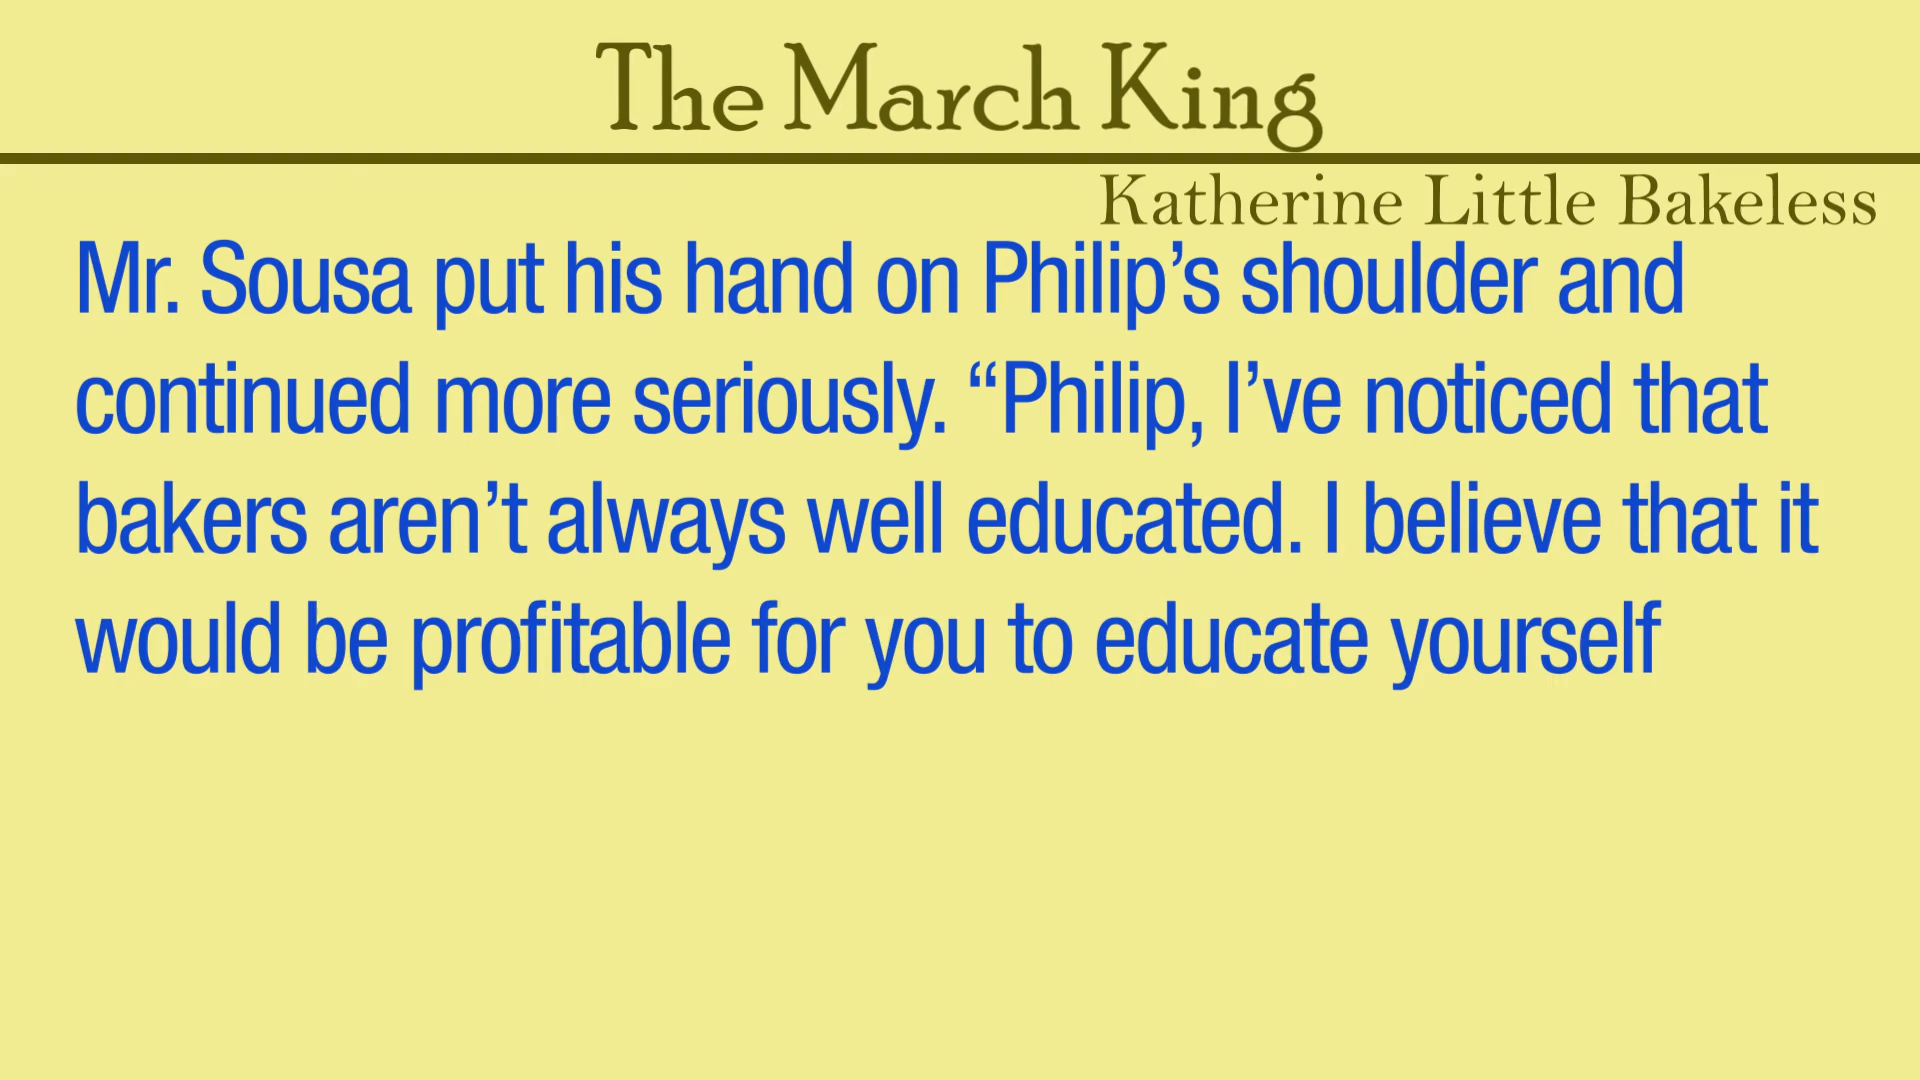 The March King
Katherine Little Bakeless
Mr. Sousa put his hand on Philip’s shoulder and
continued more seriously. “Philip, I’ve noticed that
bakers aren’t always well educated. I believe that it
would be profitable for you to educate yourself